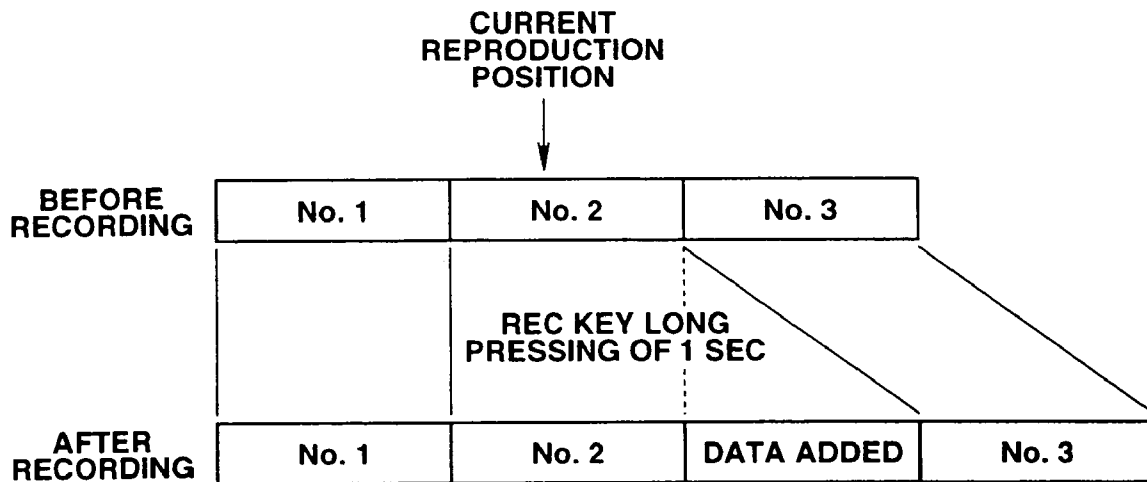 CURRENT
REPRODUCTION
POSITION
BEFORE
RECORDING
No. 1
No. 2
No. 3
REC KEY LONG
PRESSING OF 1 SEC
AFTER
RECORDING
No. 1
No. 2
DATA ADDED
No. 3